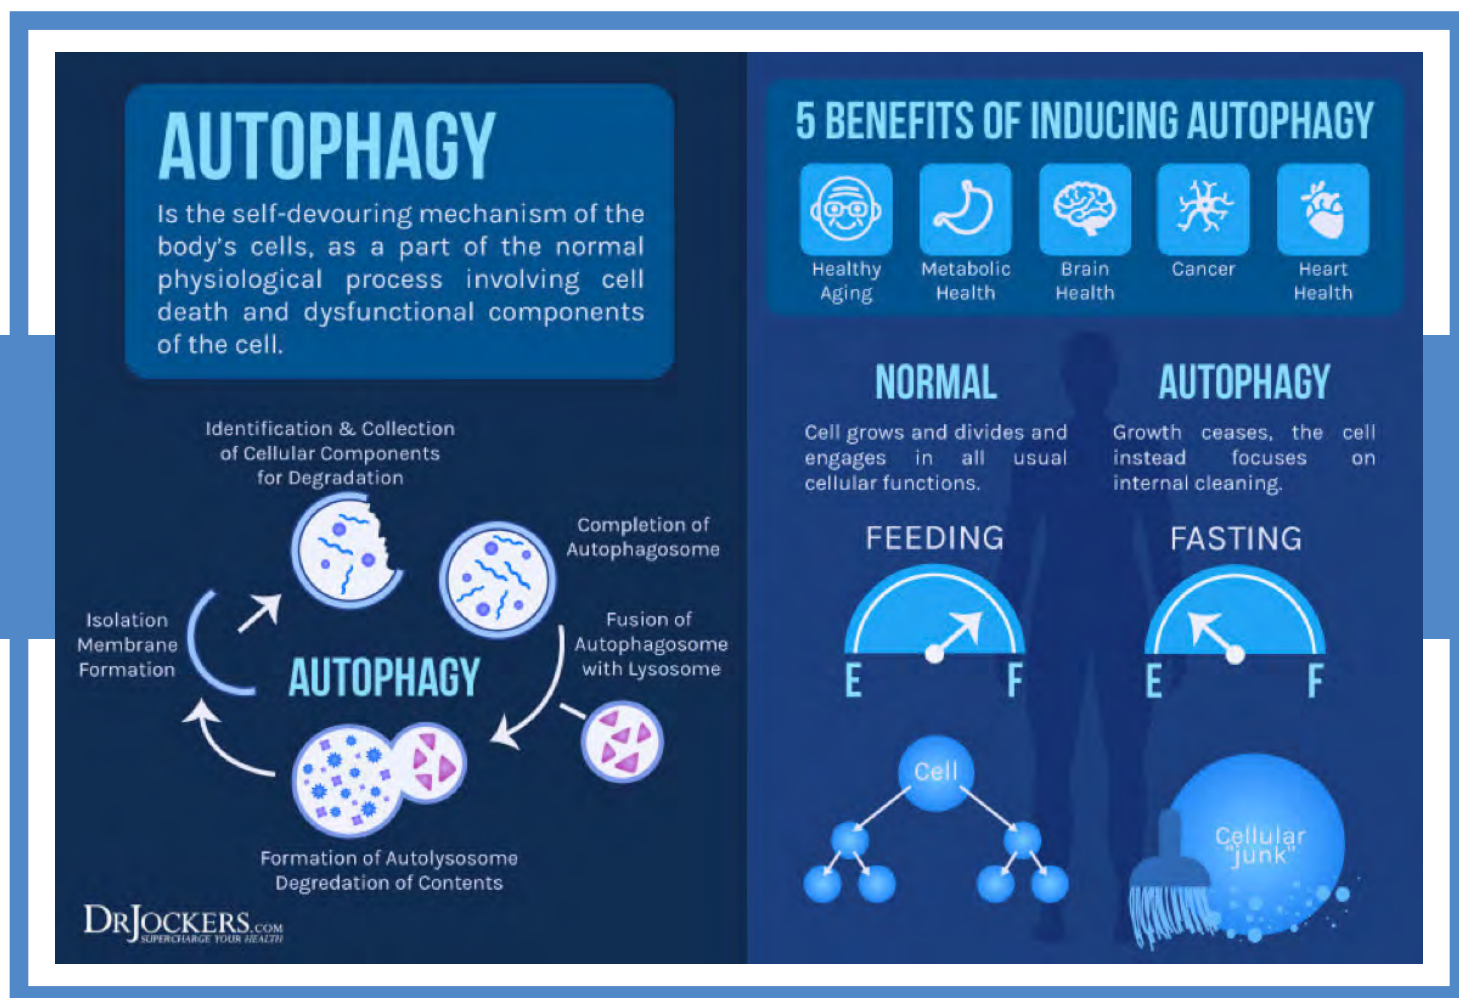 AUTOPHAGY
Is the self-devouring mechanism of the
body's cells, as a part of the normal
physiological process involving cell
death and dysfunctional components
of the cell.
Identification & Collection
of Cellular Components
for Degradation
Completion of
Autophagosome
Isolation
Membrane
Formation
Fusion of
Autophagosome
with Lysosome
AUTOPHAGY
Formation of Autolysosome
Degredation of Contents
DRJOCKERS.COM
SUPERCHARGE YOUR HEALTH
5 BENEFITS OF INDUCING AUTOPHAGY
Healthy
Aging
Metabolic
Health
Brain
Health
Cancer
Heart
Health
NORMAL
Cell grows and divides and
engages in all usual
cellular functions.
FEEDING
E F
Cell
AUTOPHAGY
Growth ceases, the cell
instead focuses on
internal cleaning.
FASTING
E F
Cellular
"junk"